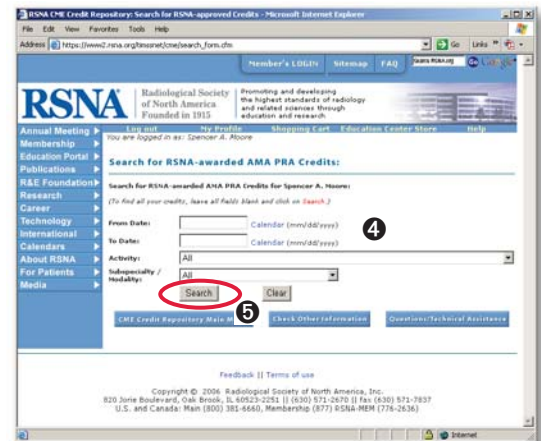 RSNA CME Credit Repository: Search for RSNA-approved Credits - Microsoft Internet Explorer
File Edit View Favorites Tools Help
Address https://www2.rsna.org/timssnet/cme/search_form.cfm Go Links
Member's LOGIN Sitemap FAQ
RSNA
Radiological Society
of North America
Founded in 1915
Promoting and developing
the highest standards of radiology
and related sciences through
education and research
Log out My Profile Shopping Cart Education Center Store Help
You are logged in as: Spencer A. Moore
Annual Meeting
Membership
Education Portal
Publications
R&E Foundation
Research
Career
Technology
International
Calendars
About RSNA
For Patients
Media
Search for RSNA-awarded AMA PRA Credits:
Search for RSNA-awarded AMA PRA Credits for Spencer A. Moore:
(To find all your credits, leave all fields blank and click on Search.)
From Date: Calendar (mm/dd/yyyy)
4
To Date: Calendar (mm/dd/yyyy)
Activity: All
Subspecialty / Modality: All
Search Clear
5
CME Credit Repository Main Check Other Information Questions/Technical Assistance
Feedback || Terms of use
Copyright © 2006 Radiological Society of North America, Inc.
820 Jorie Boulevard, Oak Brook, IL 60523-2251 || (630) 571-2670 || fax (630) 571-7837
U.S. and Canada: Main (800) 381-6660, Membership (877) RSNA-MEM (776-2636)
Internet